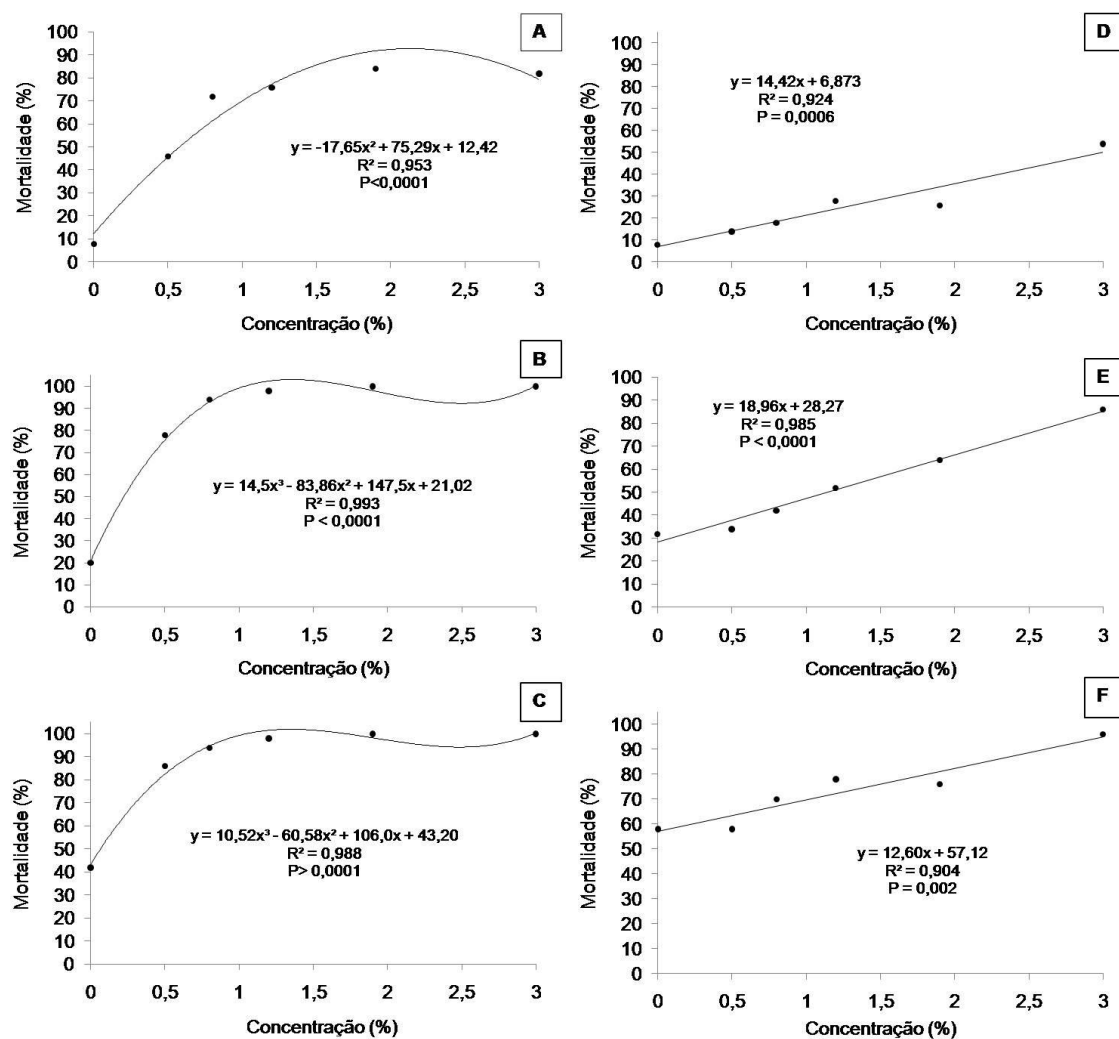 A
Mortalidade (%)
100
90
80
70
60
50
40
30
20
10
0
y = -17,65x² + 75,29x + 12,42
R² = 0,953
P<0,0001
0 0,5 1 1,5 2 2,5 3
Concentração (%)
D
Mortalidade (%)
100
90
80
70
60
50
40
30
20
10
0
y = 14,42x + 6,873
R² = 0,924
P = 0,0006
0 0,5 1 1,5 2 2,5 3
Concentração (%)
B
Mortalidade (%)
100
90
80
70
60
50
40
30
20
10
0
y = 14,5x³ - 83,86x² + 147,5x + 21,02
R² = 0,993
P < 0,0001
0 0,5 1 1,5 2 2,5 3
Concentração (%)
E
Mortalidade (%)
100
90
80
70
60
50
40
30
20
10
0
y = 18,96x + 28,27
R² = 0,985
P < 0,0001
0 0,5 1 1,5 2 2,5 3
Concentração (%)
C
Mortalidade (%)
100
90
80
70
60
50
40
30
20
10
0
y = 10,52x³ - 60,58x² + 106,0x + 43,20
R² = 0,988
P> 0,0001
0 0,5 1 1,5 2 2,5 3
Concentração (%)
F
Mortalidade (%)
100
90
80
70
60
50
40
30
20
10
0
y = 12,60x + 57,12
R² = 0,904
P = 0,002
0 0,5 1 1,5 2 2,5 3
Concentração (%)